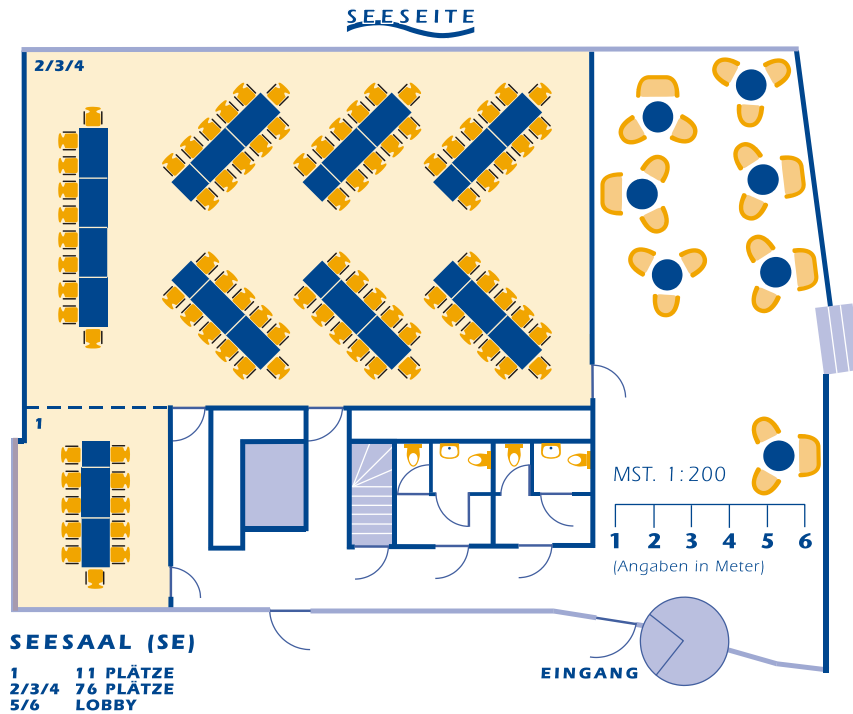 SEESEITE
2/3/4
1
MST. 1:200
1 2 3 4 5 6
(Angaben in Meter)
SEESAAL (SE)
EINGANG
1 11 PLÄTZE
2/3/4 76 PLÄTZE
5/6 LOBBY